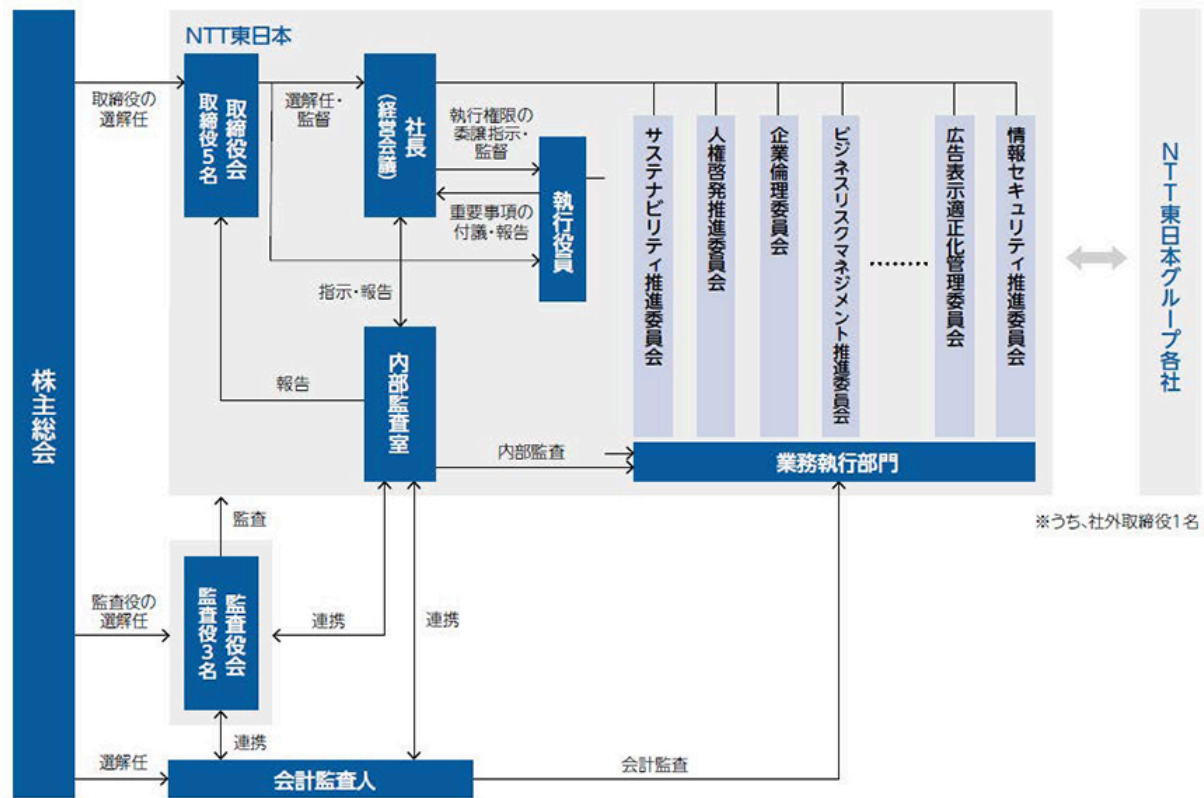 NTT東日本
株主総会
取締役の
選解任
取締役会
取締役5名
選解任・
監督
社長
(経営会議)
執行権限の
委譲指示・
監督
重要事項の
付議・報告
執行役員
サステナビリティ推進委員会
人権啓発推進委員会
企業倫理委員会
ビジネスリスクマネジメント推進委員会
………
広告表示適正化管理委員会
情報セキュリティ推進委員会
NTT東日本グループ各社
指示・報告
報告
内部監査室
内部監査
業務執行部門
※うち、社外取締役1名
監査
監査役の
選解任
監査役会
監査役3名
連携
連携
連携
選解任
会計監査人
会計監査